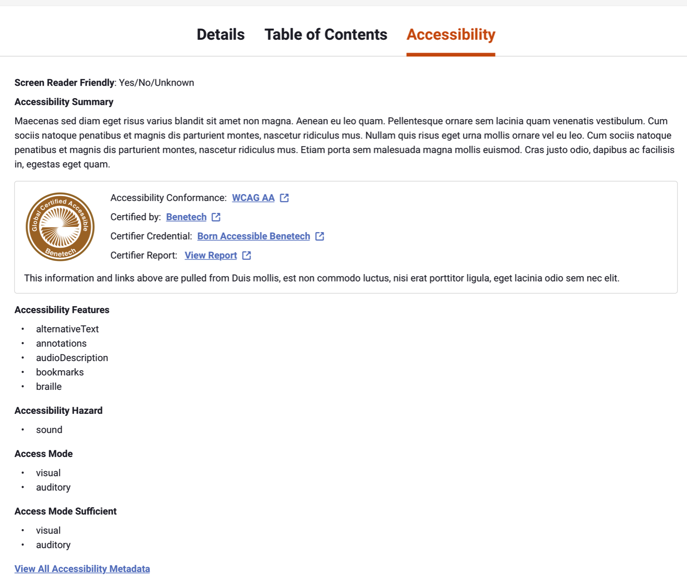 Details Table of Contents Accessibility
Screen Reader Friendly: Yes/No/Unknown
Accessibility Summary
Maecenas sed diam eget risus varius blandit sit amet non magna. Aenean eu leo quam. Pellentesque ornare sem lacinia quam venenatis vestibulum. Cum
sociis natoque penatibus et magnis dis parturient montes, nascetur ridiculus mus. Nullam quis risus eget urna mollis ornare vel eu leo. Cum sociis natoque
penatibus et magnis dis parturient montes, nascetur ridiculus mus. Etiam porta sem malesuada magna mollis euismod. Cras justo odio, dapibus ac facilisis
in, egestas eget quam.
Global Certified Accessible
Benetech
Accessibility Conformance: WCAG AA
Certified by: Benetech
Certifier Credential: Born Accessible Benetech
Certifier Report: View Report
This information and links above are pulled from Duis mollis, est non commodo luctus, nisi erat porttitor ligula, eget lacinia odio sem nec elit.
Accessibility Features
• alternativeText
• annotations
• audioDescription
• bookmarks
• braille
Accessibility Hazard
• sound
Access Mode
• visual
• auditory
Access Mode Sufficient
• visual
• auditory
View All Accessibility Metadata